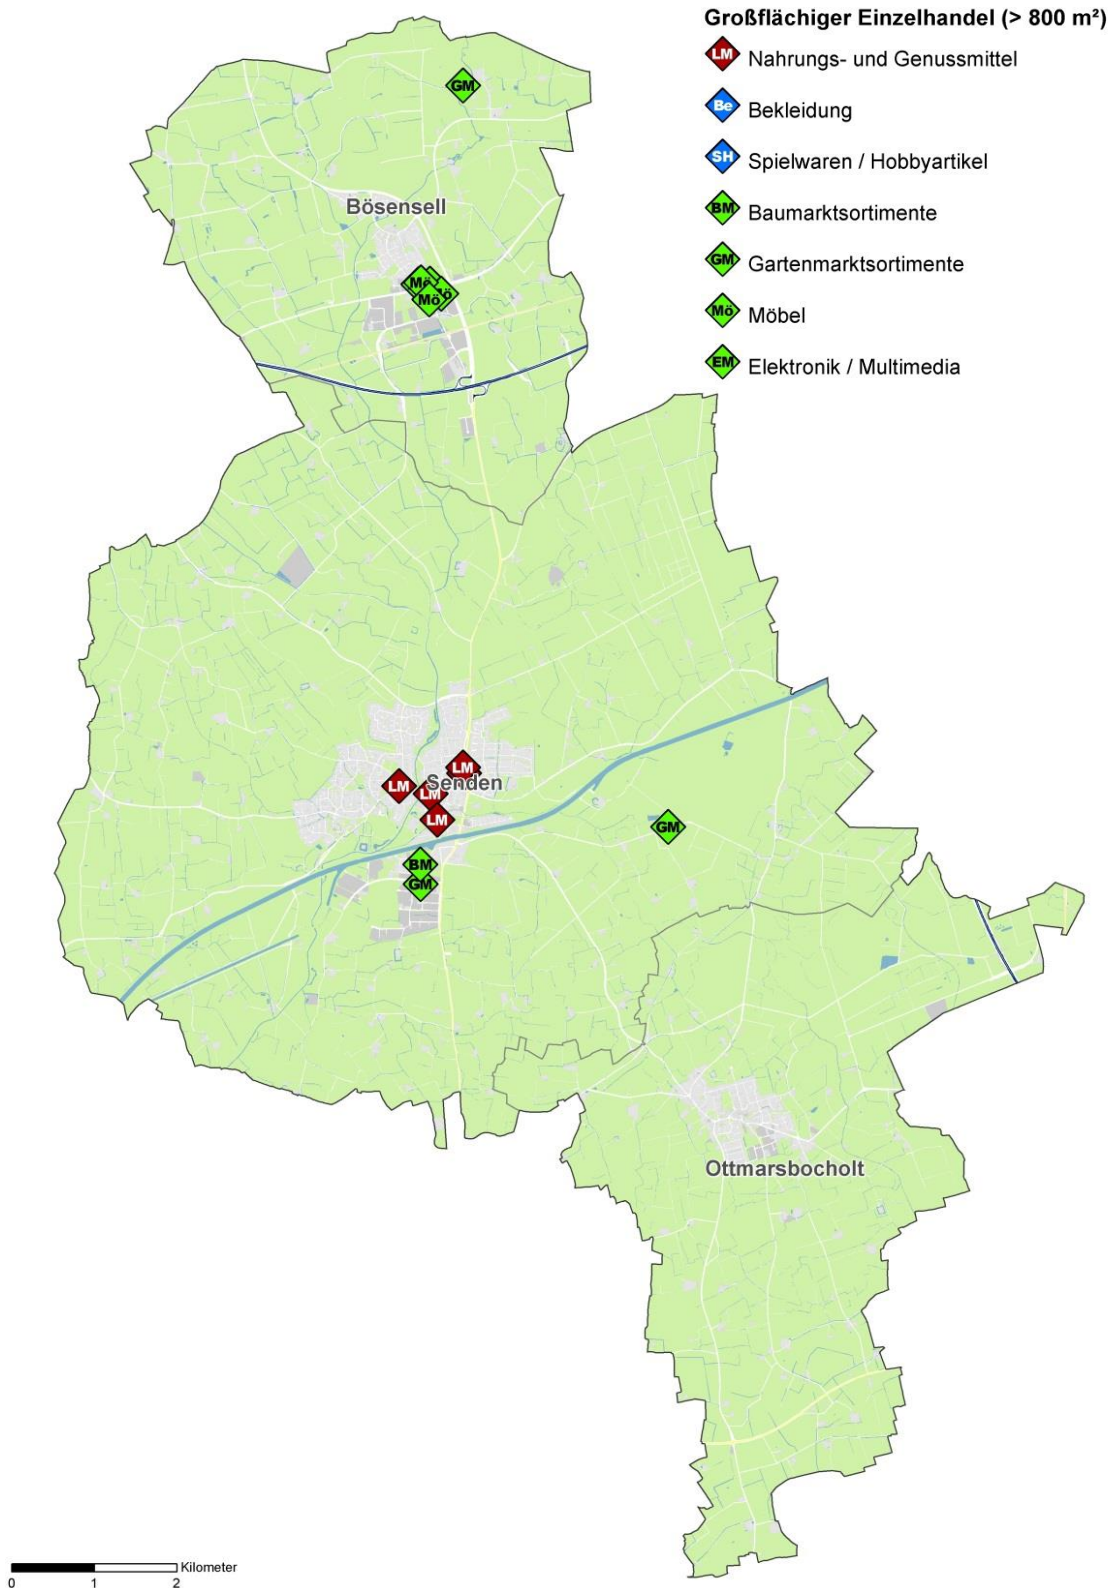 Großflächiger Einzelhandel (> 800 m²)
LM Nahrungs- und Genussmittel
Be Bekleidung
SH Spielwaren / Hobbyartikel
BM Baumarktsortimente
GM Gartenmarktsortimente
Mö Möbel
EM Elektronik / Multimedia
GM
Bösensell
Mö
Mö
Mö
LM
Senden
LM
LM
LM
GM
BM
GM
Ottmarsbocholt
Kilometer
0 1 2